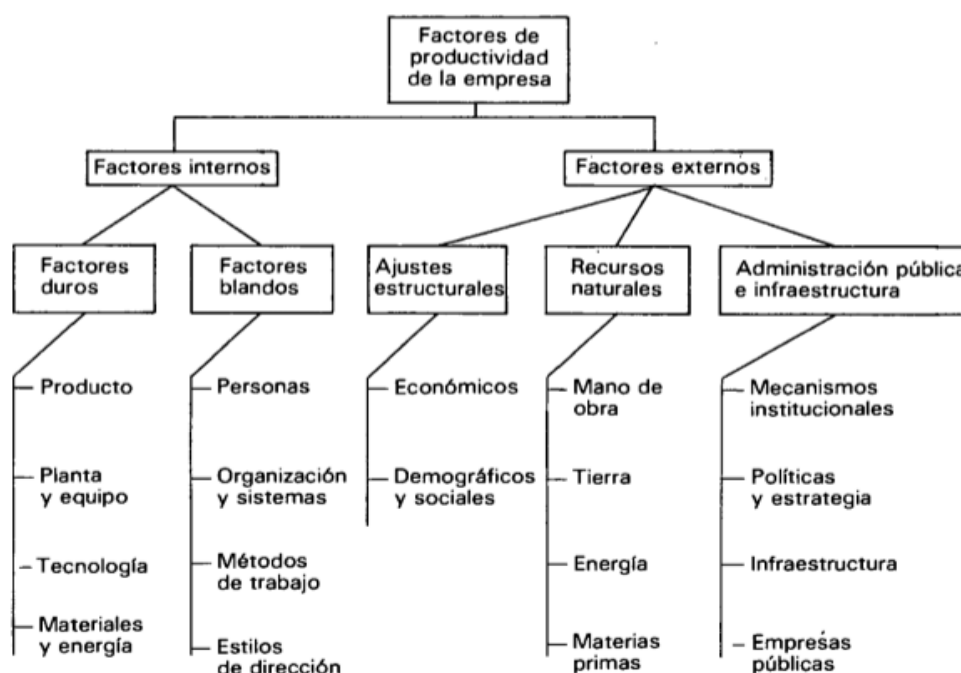 Factores de
productividad
de la empresa
Factores internos
Factores externos
Factores
duros
Factores
blandos
Ajustes
estructurales
Recursos
naturales
Administración pública
e infraestructura
Producto
Planta
y equipo
Tecnología
Materiales
y energía
Personas
Organización
y sistemas
Métodos
de trabajo
Estilos
de dirección
Económicos
Demográficos
y sociales
Mano de
obra
Tierra
Energía
Materias
primas
Mecanismos
institucionales
Políticas
y estrategia
Infraestructura
Empresas
públicas